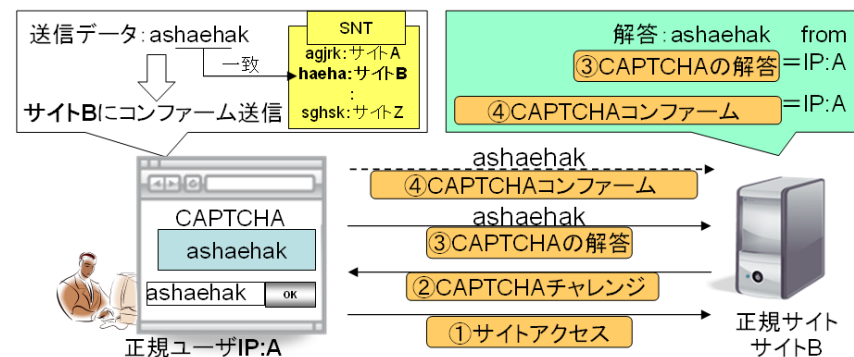 送信データ:ashaehak
一致
サイトBにコンファーム送信
SNT
agjrk:サイトA
haeha:サイトB
:
sghsk:サイトZ
解答:ashaehak from
③CAPTCHAの解答=IP:A
④CAPTCHAコンファーム=IP:A
CAPTCHA
ashaehak
ashaehak OK
正規ユーザIP:A
ashaehak
④CAPTCHAコンファーム
ashaehak
③CAPTCHAの解答
②CAPTCHAチャレンジ
①サイトアクセス
正規サイト
サイトB